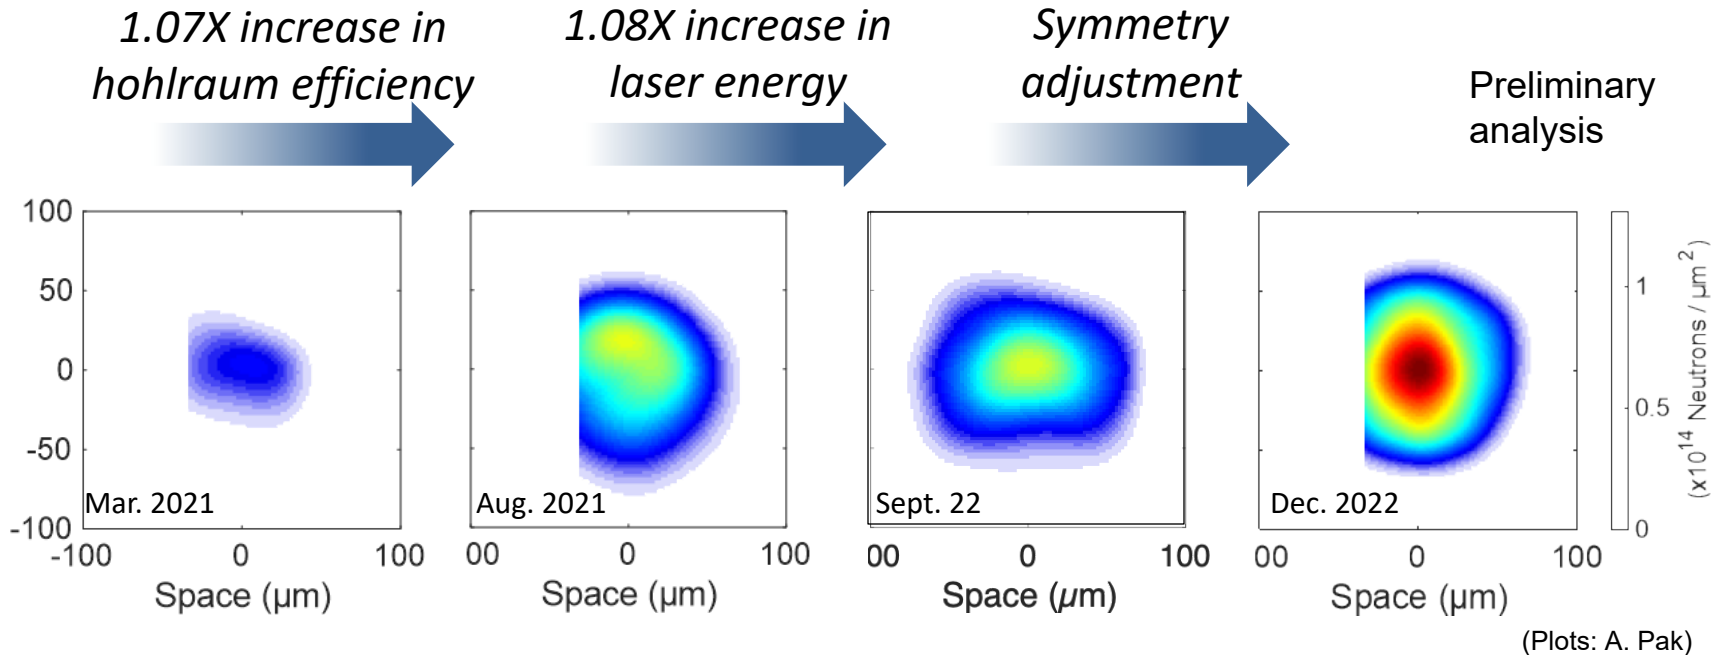 1.07X increase in
hohlraum efficiency
1.08X increase in
laser energy
Symmetry
adjustment
Preliminary
analysis
100
50
0
-50
-100
Mar. 2021
-100
0
100
Space (µm)
Aug. 2021
00
0
100
Space (µm)
Sept. 22
00
0
100
Space (µm)
Dec. 2022
00
0
100
Space (µm)
1
0.5
0
(x10¹⁴ Neutrons / µm²)
(Plots: A. Pak)